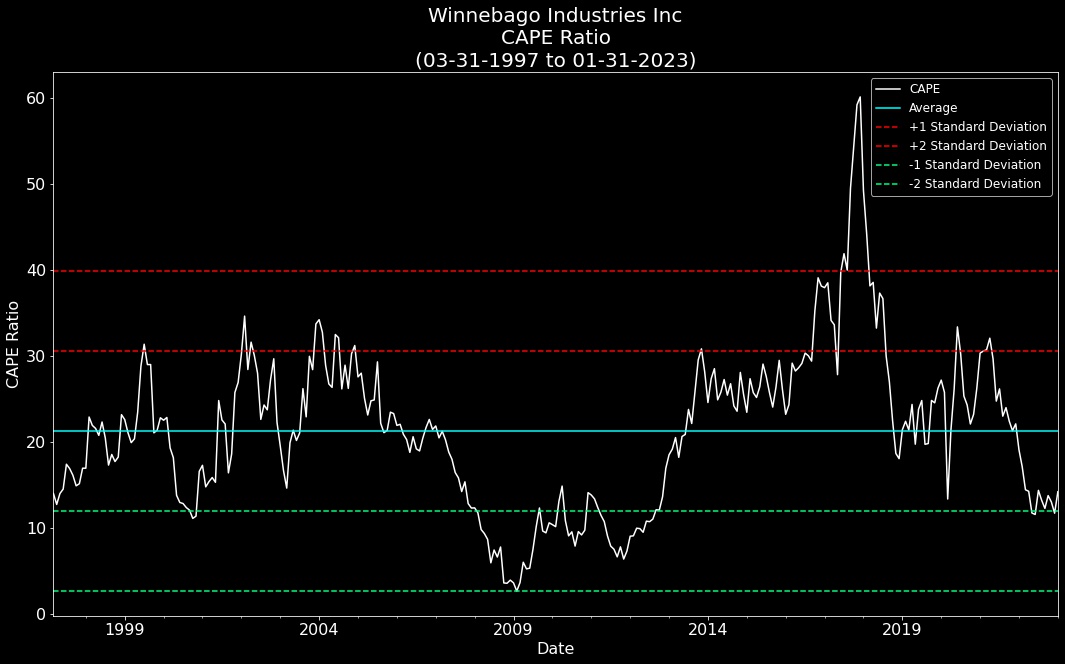 Winnebago Industries Inc
CAPE Ratio
(03-31-1997 to 01-31-2023)
CAPE
Average
+1 Standard Deviation
+2 Standard Deviation
-1 Standard Deviation
-2 Standard Deviation
CAPE Ratio
60
50
40
30
20
10
0
1999 2004 2009 2014 2019
Date